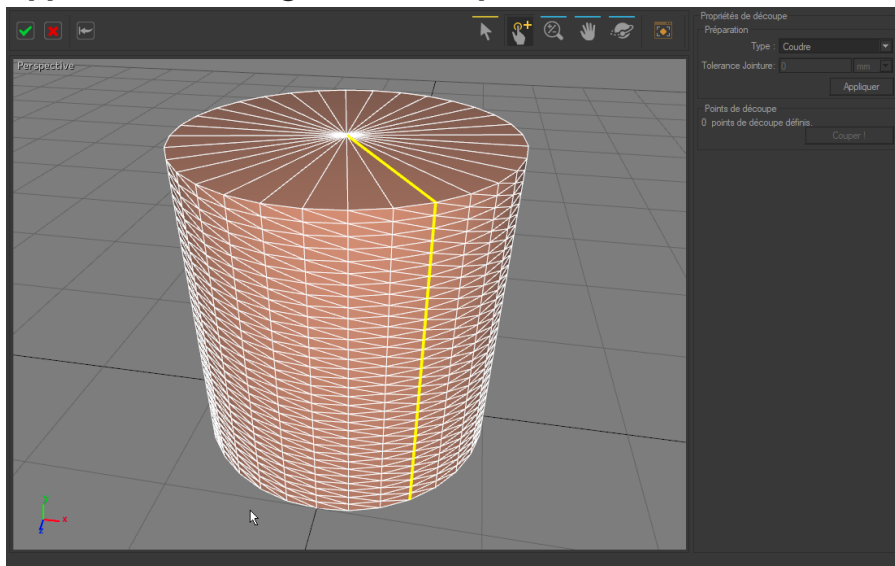 Propriétés de découpe
Préparation
Type : Coudre
Tolerance Jointure: 0 mm
Appliquer
Points de découpe
0 points de découpe définis.
Couper !
Perspective
x
z